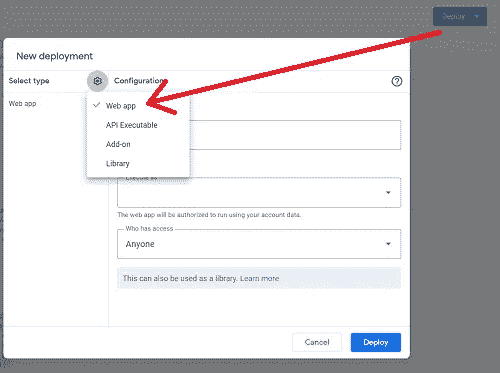 Deploy
New deployment
Select type
Configuration
Web app
Web app
API Executable
Add-on
Library
The web app will be authorized to run using your account data.
Who has access
Anyone
This can also be used as a library. Learn more
Cancel
Deploy